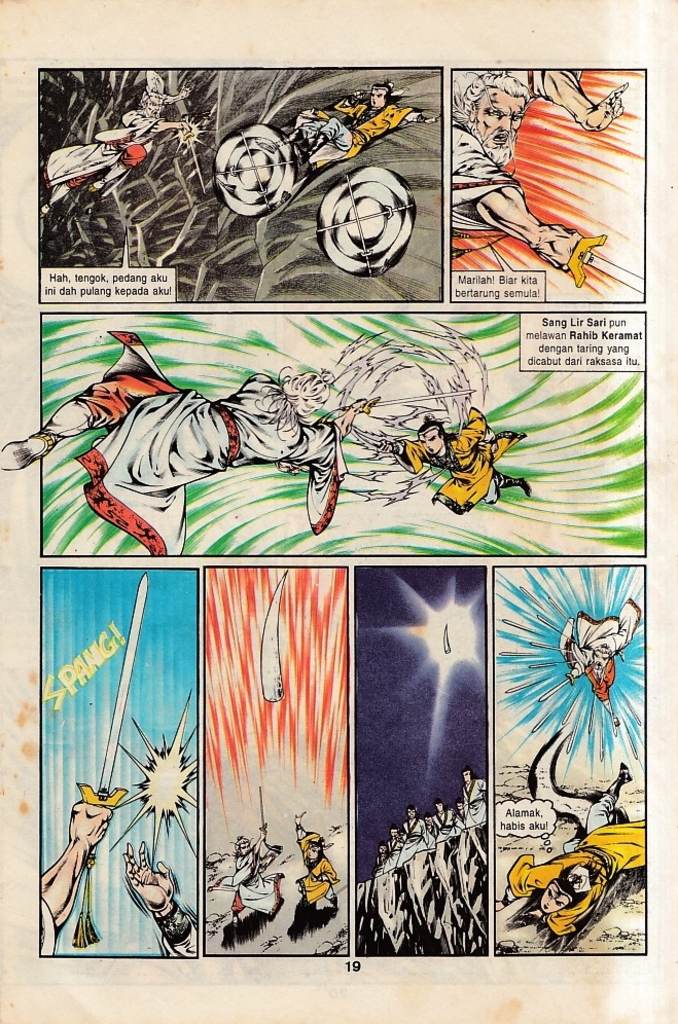 Hah, tengok, pedang aku
ini dah pulang kepada aku!
Marilah! Biar kita
bertarung semula!
Sang Lir Sari pun
melawan Rahib Keramat
dengan taring yang
dicabut dari raksasa itu.
SPANG!
Alamak,
habis aku!
19